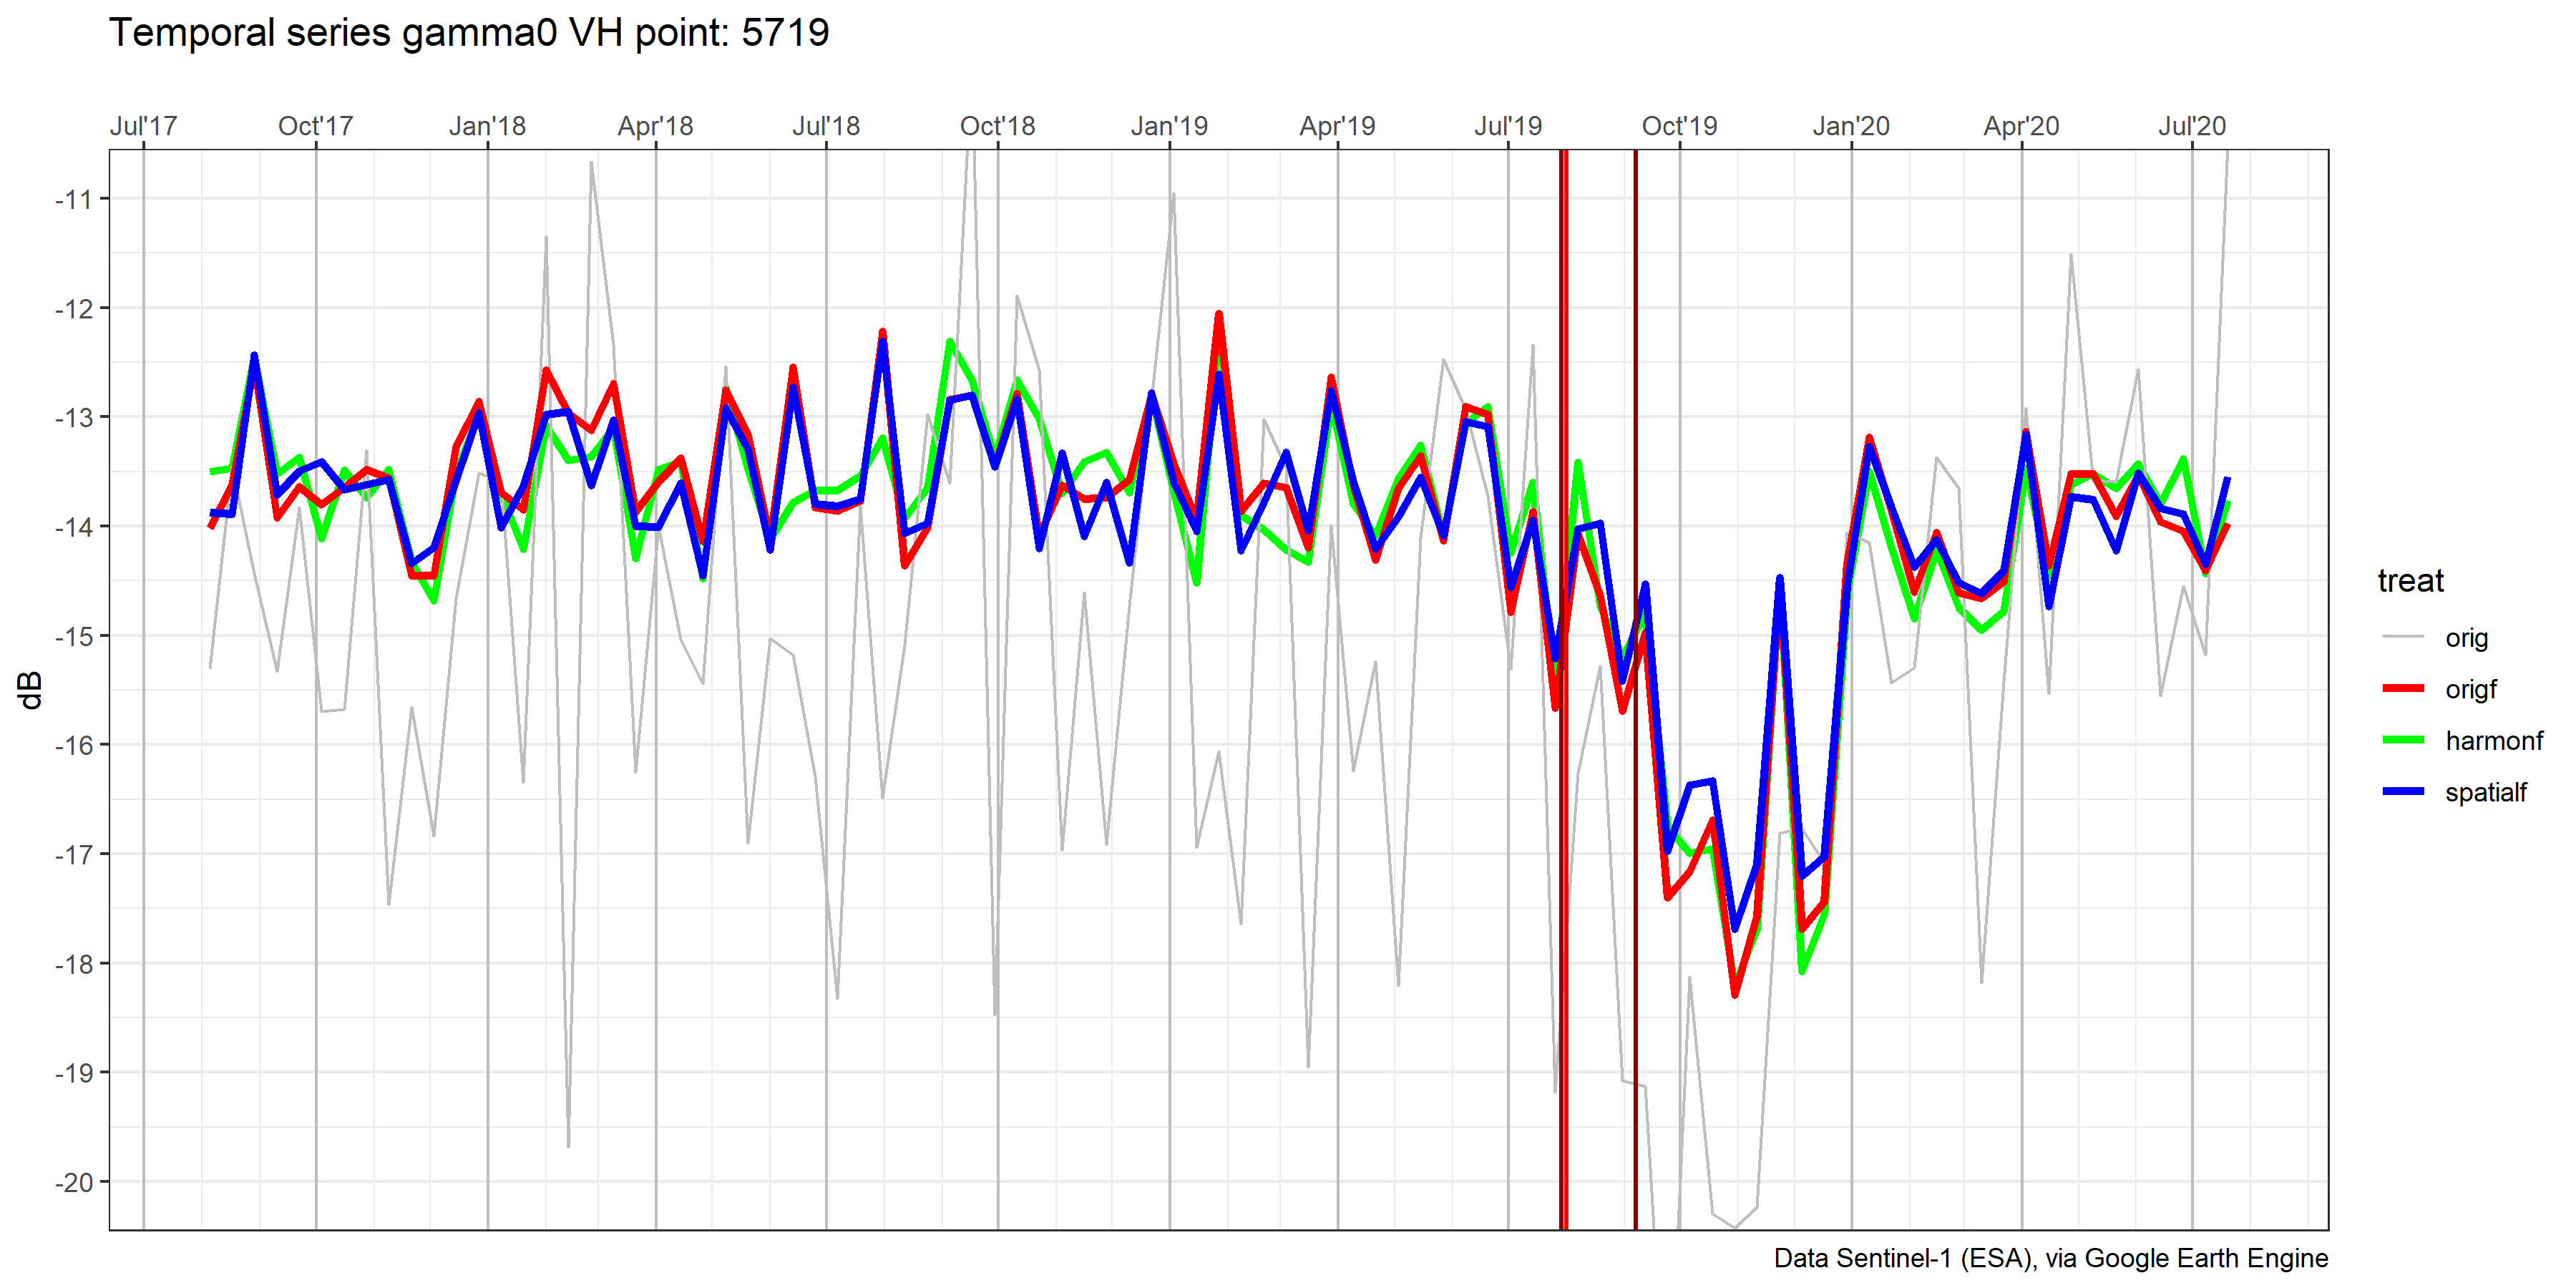 Temporal series gamma0 VH point: 5719
Jul'17 Oct'17 Jan'18 Apr'18 Jul'18 Oct'18 Jan'19 Apr'19 Jul'19 Oct'19 Jan'20 Apr'20 Jul'20
-11
-12
-13
-14
-15
-16
-17
-18
-19
-20
dB
treat
orig
origf
harmonf
spatialf
Data Sentinel-1 (ESA), via Google Earth Engine